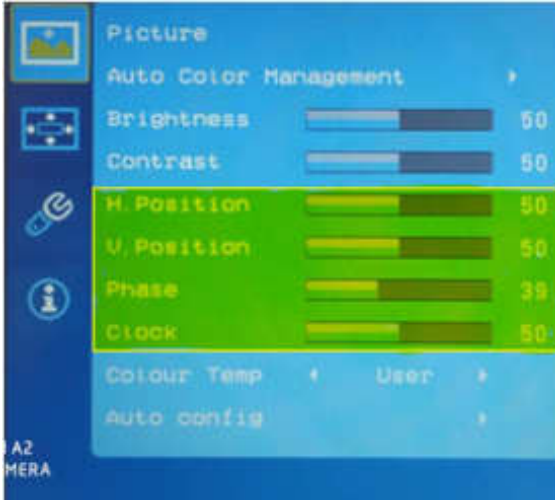 Picture
Auto Color Management
Brightness 50
Contrast 50
H.Position 50
V.Position 50
Phase 39
Clock 50
Colour Temp User
Auto config
A2
MERA